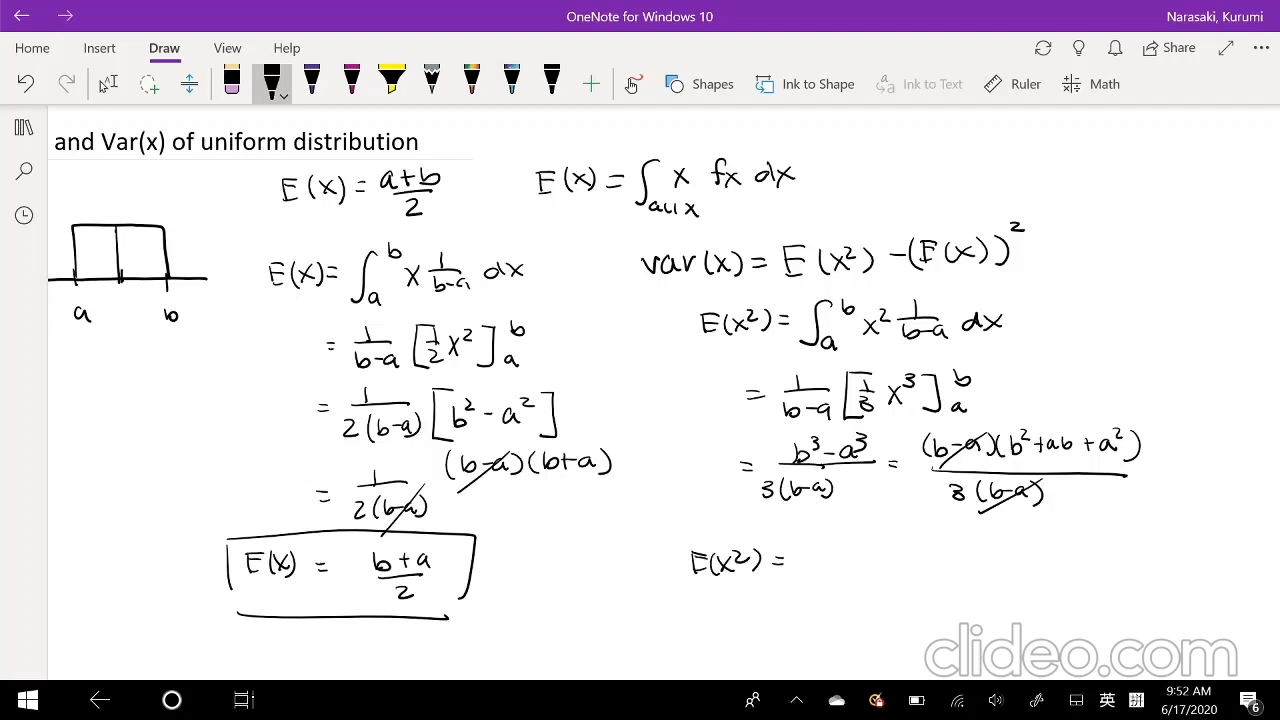 OneNote for Windows 10
Narasaki, Kurumi
Home Insert Draw View Help Share
Shapes Ink to Shape Ink to Text Ruler Math
and Var(x) of uniform distribution
E(x) = a+b/2
E(x) = ∫_all x x fx dx
a b
E(x) = ∫_a^b x 1/(b-a) dx
= 1/(b-a) [1/2 x²]_a^b
= 1/(2(b-a)) [b² - a²]
= 1/(2(b-a)) (b-a)(b+a)
E(x) = b+a/2
var(x) = E(x²) - (E(x))²
E(x²) = ∫_a^b x² 1/(b-a) dx
= 1/(b-a) [1/3 x³]_a^b
= b³-a³/3(b-a) = (b-a)(b²+ab+a²)/3(b-a)
E(x²) =
clideo.com
英 拼
9:52 AM
6/17/2020
6